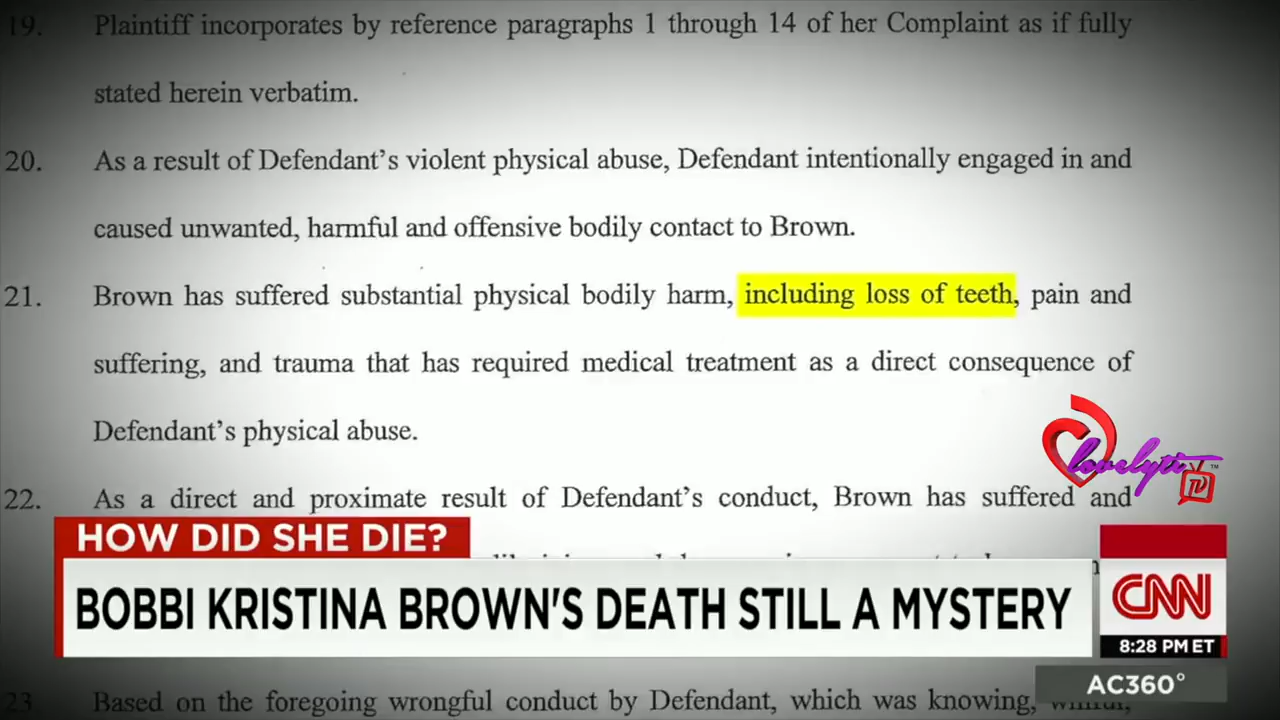 19. Plaintiff incorporates by reference paragraphs 1 through 14 of her Complaint as if fully
stated herein verbatim.
20. As a result of Defendant's violent physical abuse, Defendant intentionally engaged in and
caused unwanted, harmful and offensive bodily contact to Brown.
21. Brown has suffered substantial physical bodily harm, including loss of teeth, pain and
suffering, and trauma that has required medical treatment as a direct consequence of
Defendant's physical abuse.
lovelyti TV ™
22. As a direct and proximate result of Defendant's conduct, Brown has suffered and
HOW DID SHE DIE?
BOBBI KRISTINA BROWN'S DEATH STILL A MYSTERY
CNN
8:28 PM ET
AC360°
23. Based on the foregoing wrongful conduct by Defendant, which was knowing,